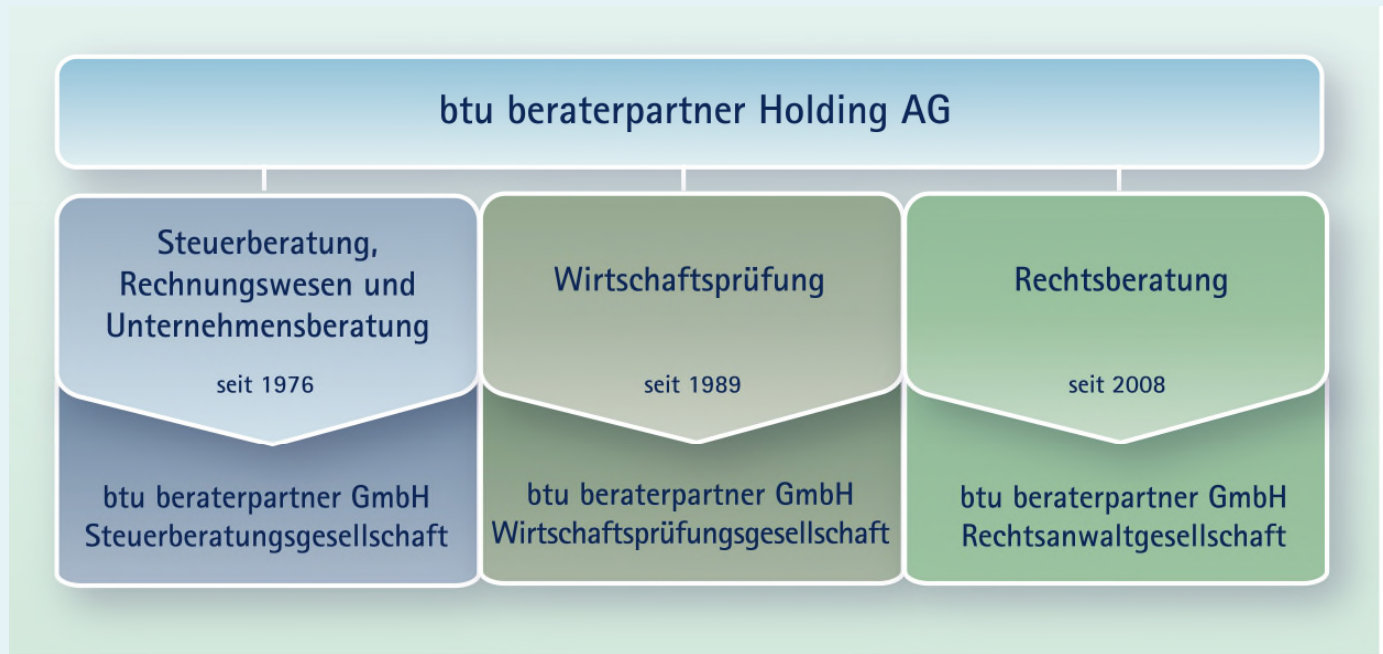 btu beraterpartner Holding AG
Steuerberatung,
Rechnungswesen und
Unternehmensberatung
seit 1976
btu beraterpartner GmbH
Steuerberatungsgesellschaft
Wirtschaftsprüfung
seit 1989
btu beraterpartner GmbH
Wirtschaftsprüfungsgesellschaft
Rechtsberatung
seit 2008
btu beraterpartner GmbH
Rechtsanwaltgesellschaft